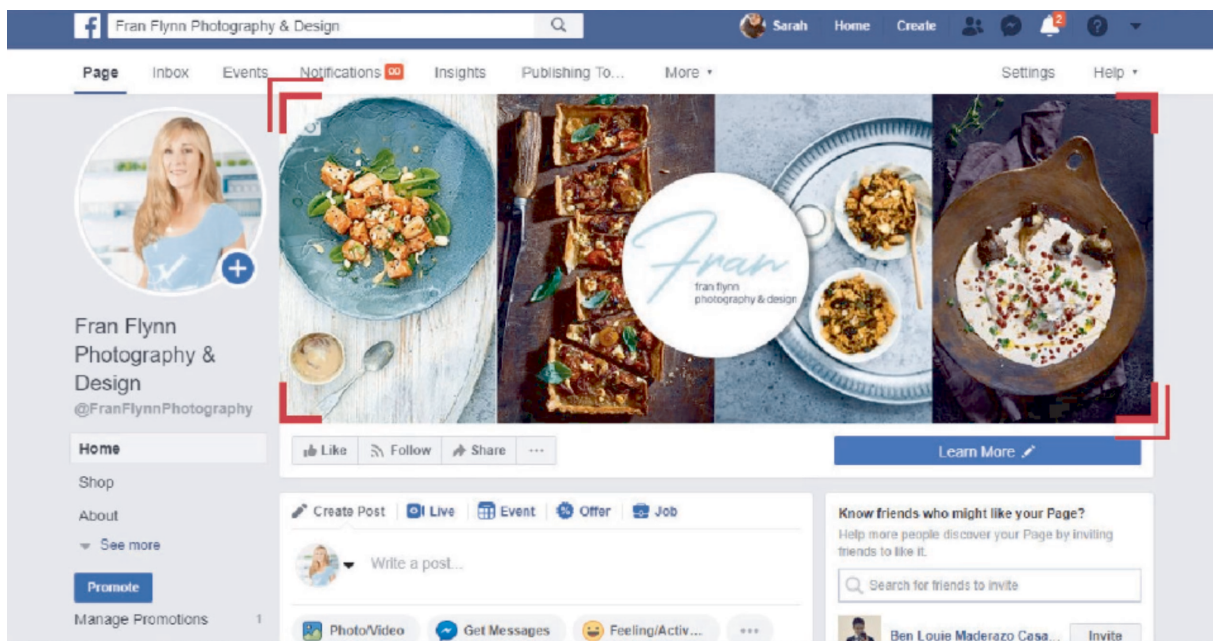 Fran Flynn Photography & Design
Sarah Home Create 2
Page Inbox Events Notifications Insights Publishing To... More Settings Help
Fran
fran flynn
photography & design
Fran Flynn
Photography &
Design
@FranFlynnPhotography
Like Follow Share ...
Learn More
Home
Shop
About
See more
Promote
Manage Promotions 1
Create Post Live Event Offer Job
Write a post...
Photo/Video Get Messages Feeling/Activ... ...
Know friends who might like your Page?
Help more people discover your Page by inviting
friends to like it.
Search for friends to invite
Ben Louie Maderazo Casa... Invite